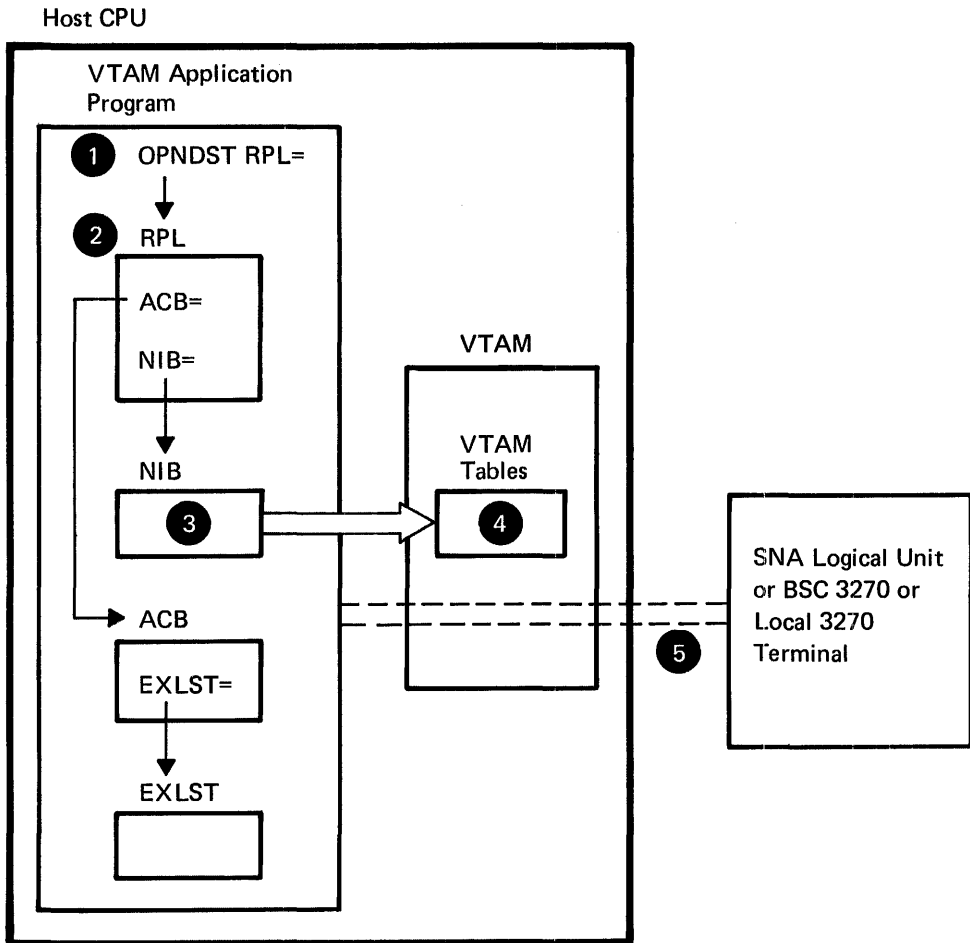 Host CPU
VTAM Application
Program
1 OPNDST RPL=
2 RPL
ACB=
NIB=
NIB
3
ACB
EXLST=
EXLST
VTAM
VTAM
Tables
4
5
SNA Logical Unit
or BSC 3270 or
Local 3270
Terminal